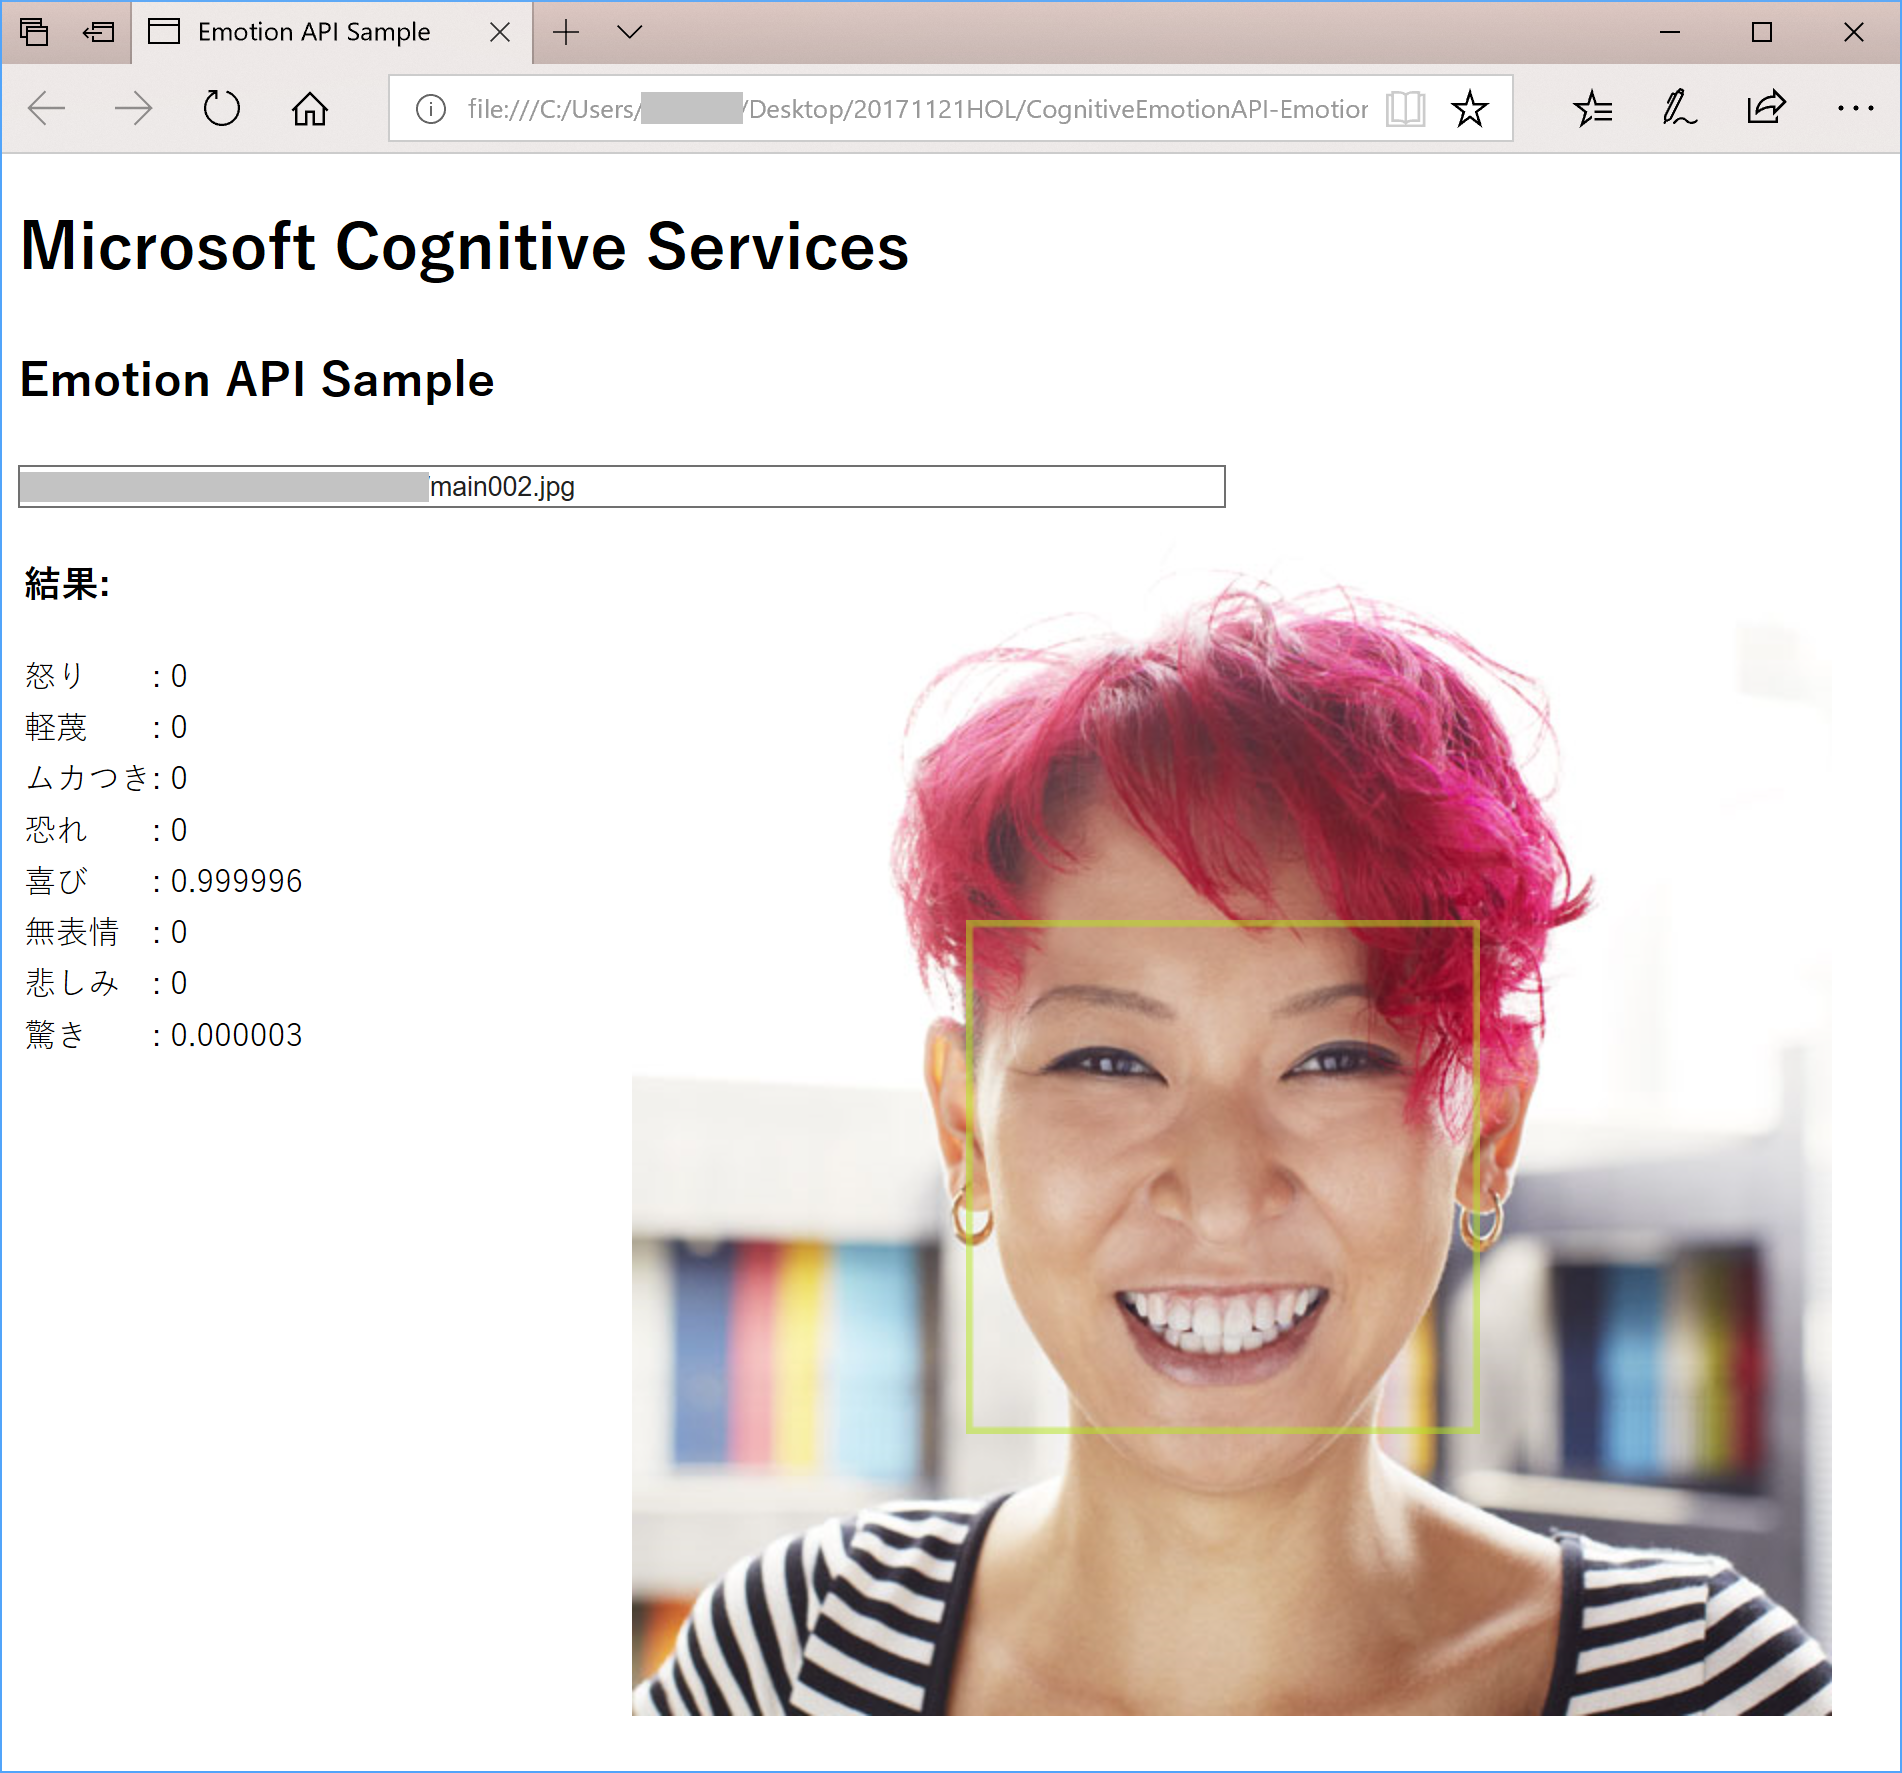 Emotion API Sample
file:///C:/Users/ /Desktop/20171121HOL/CognitiveEmotionAPI-Emotion
Microsoft Cognitive Services
Emotion API Sample
/main002.jpg
結果:
怒り : 0
軽蔑 : 0
ムカつき: 0
恐れ : 0
喜び : 0.999996
無表情 : 0
悲しみ : 0
驚き : 0.000003